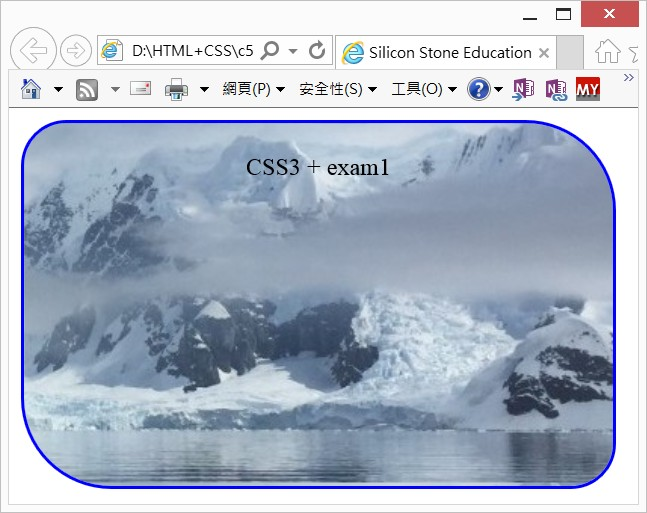 D:\HTML+CSS\c5
Silicon Stone Education
網頁(P) 安全性(S) 工具(O) MY
CSS3 + exam1